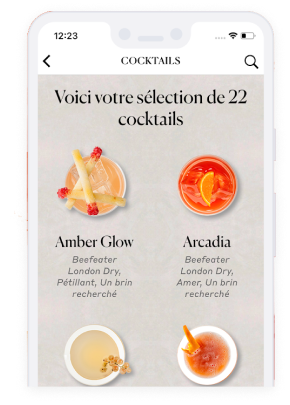 12:23
COCKTAILS
Voici votre sélection de 22
cocktails
Amber Glow
Arcadia
Beefeater
London Dry,
Pétillant, Un brin
recherché
Beefeater
London Dry,
Amer, Un brin
recherché